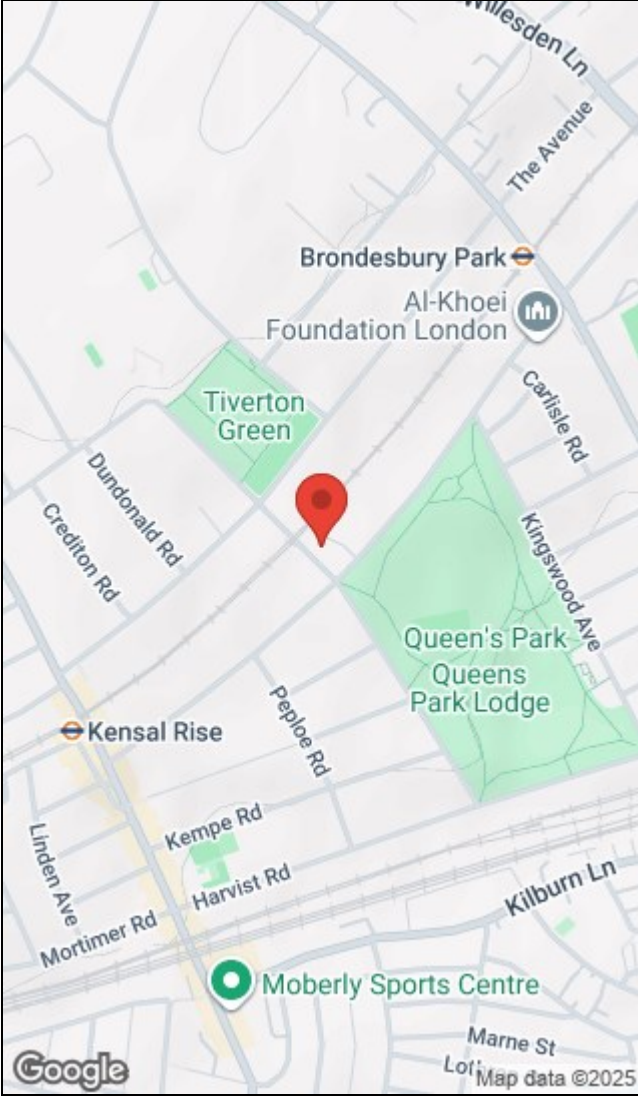 Willesden Ln
The Avenue
Brondesbury Park
Al-Khoei
Foundation London
Tiverton
Green
Carlisle Rd
Dundonald Rd
Crediton Rd
Kingswood Ave
Queen's Park
Queens
Park Lodge
Peploe Rd
Kensal Rise
Kempe Rd
Linden Ave
Harvist Rd
Kilburn Ln
Mortimer Rd
Moberly Sports Centre
Marne St
Google
Map data ©2025